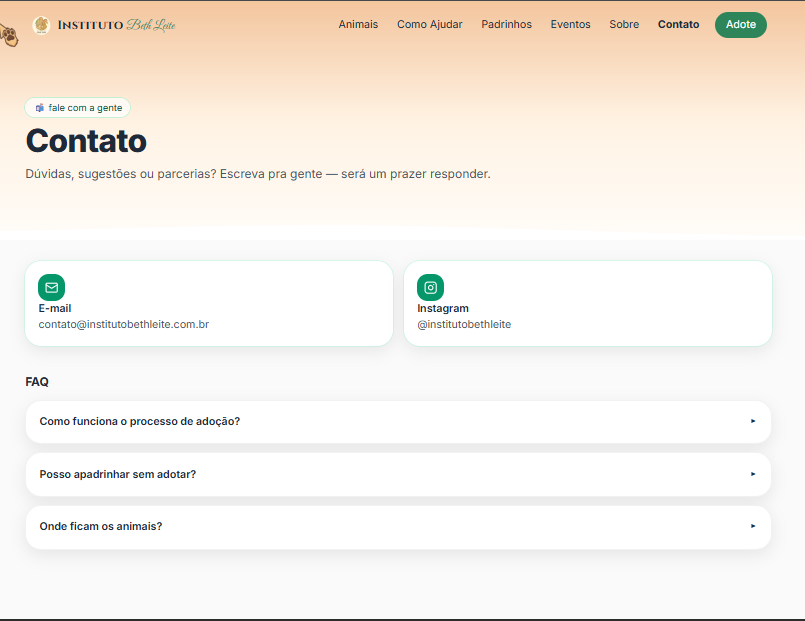 INSTITUTO Beth Leite
Animais Como Ajudar Padrinhos Eventos Sobre Contato Adote
fale com a gente
Contato
Dúvidas, sugestões ou parcerias? Escreva pra gente — será um prazer responder.
E-mail
contato@institutobethleite.com.br
Instagram
@institutobethleite
FAQ
Como funciona o processo de adoção?
Posso apadrinhar sem adotar?
Onde ficam os animais?